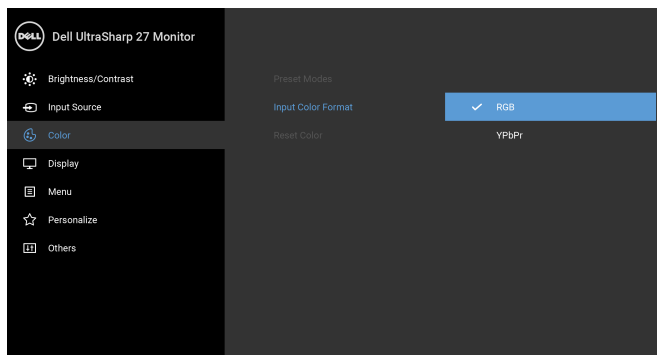 DELL Dell UltraSharp 27 Monitor
Brightness/Contrast Preset Modes
Input Source Input Color Format RGB
Color Reset Color YPbPr
Display
Menu
Personalize
Others